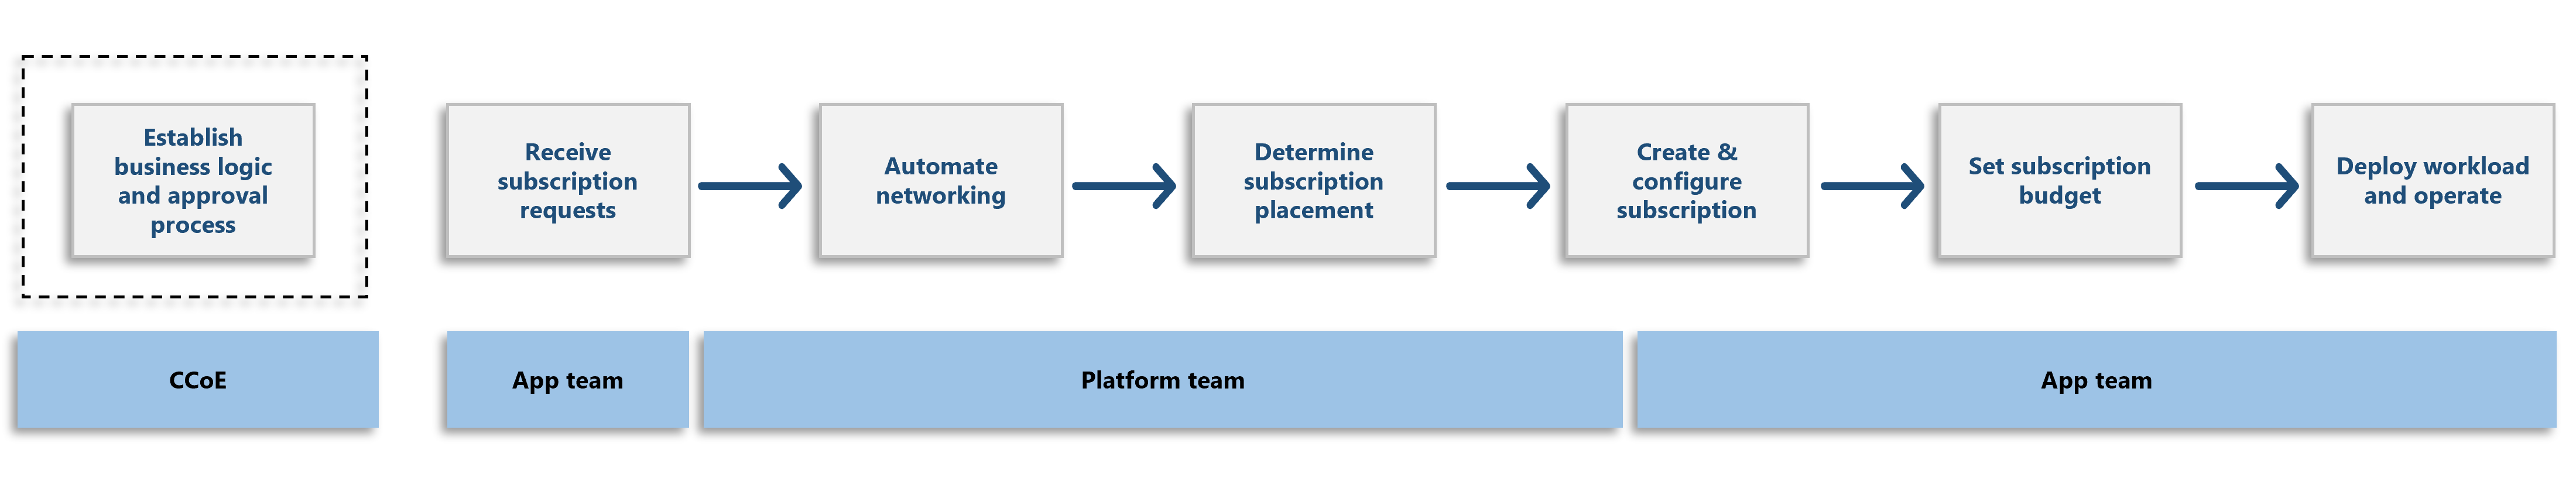 Establish
business logic
and approval
process
Receive
subscription
requests
Automate
networking
Determine
subscription
placement
Create &
configure
subscription
Set subscription
budget
Deploy workload
and operate
CCoE
App team
Platform team
App team